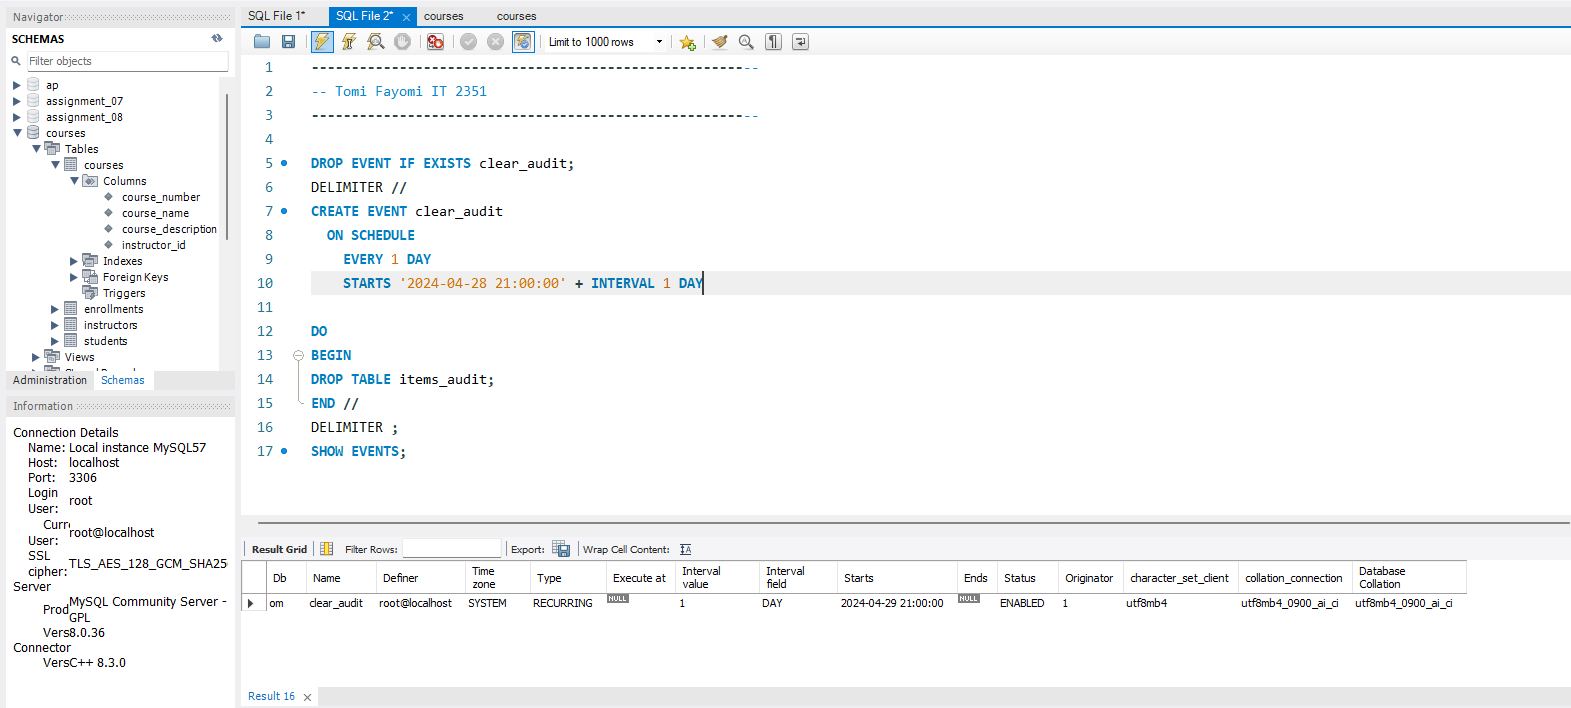 Navigator
SCHEMAS
Filter objects
ap
assignment_07
assignment_08
courses
Tables
courses
Columns
course_number
course_name
course_description
instructor_id
Indexes
Foreign Keys
Triggers
enrollments
instructors
students
Views
Administration Schemas
Information
Connection Details
Name: Local instance MySQL57
Host: localhost
Port: 3306
Login User: root
Curr User: root@localhost
SSL cipher: TLS_AES_128_GCM_SHA25
Server
Prod MySQL Community Server - GPL
Vers 8.0.36
Connector
Vers C++ 8.3.0
SQL File 1* SQL File 2* courses courses
Limit to 1000 rows
1 --------------------------------------------------------
2 -- Tomi Fayomi IT 2351
3 --------------------------------------------------------
4
5 DROP EVENT IF EXISTS clear_audit;
6 DELIMITER //
7 CREATE EVENT clear_audit
8 ON SCHEDULE
9 EVERY 1 DAY
10 STARTS '2024-04-28 21:00:00' + INTERVAL 1 DAY
11
12 DO
13 BEGIN
14 DROP TABLE items_audit;
15 END //
16 DELIMITER ;
17 SHOW EVENTS;
Result Grid Filter Rows: Export: Wrap Cell Content: IA
Db Name Definer Time zone Type Execute at Interval value Interval field Starts Ends Status Originator character_set_client collation_connection Database Collation
om clear_audit root@localhost SYSTEM RECURRING NULL 1 DAY 2024-04-29 21:00:00 NULL ENABLED 1 utf8mb4 utf8mb4_0900_ai_ci utf8mb4_0900_ai_ci
Result 16